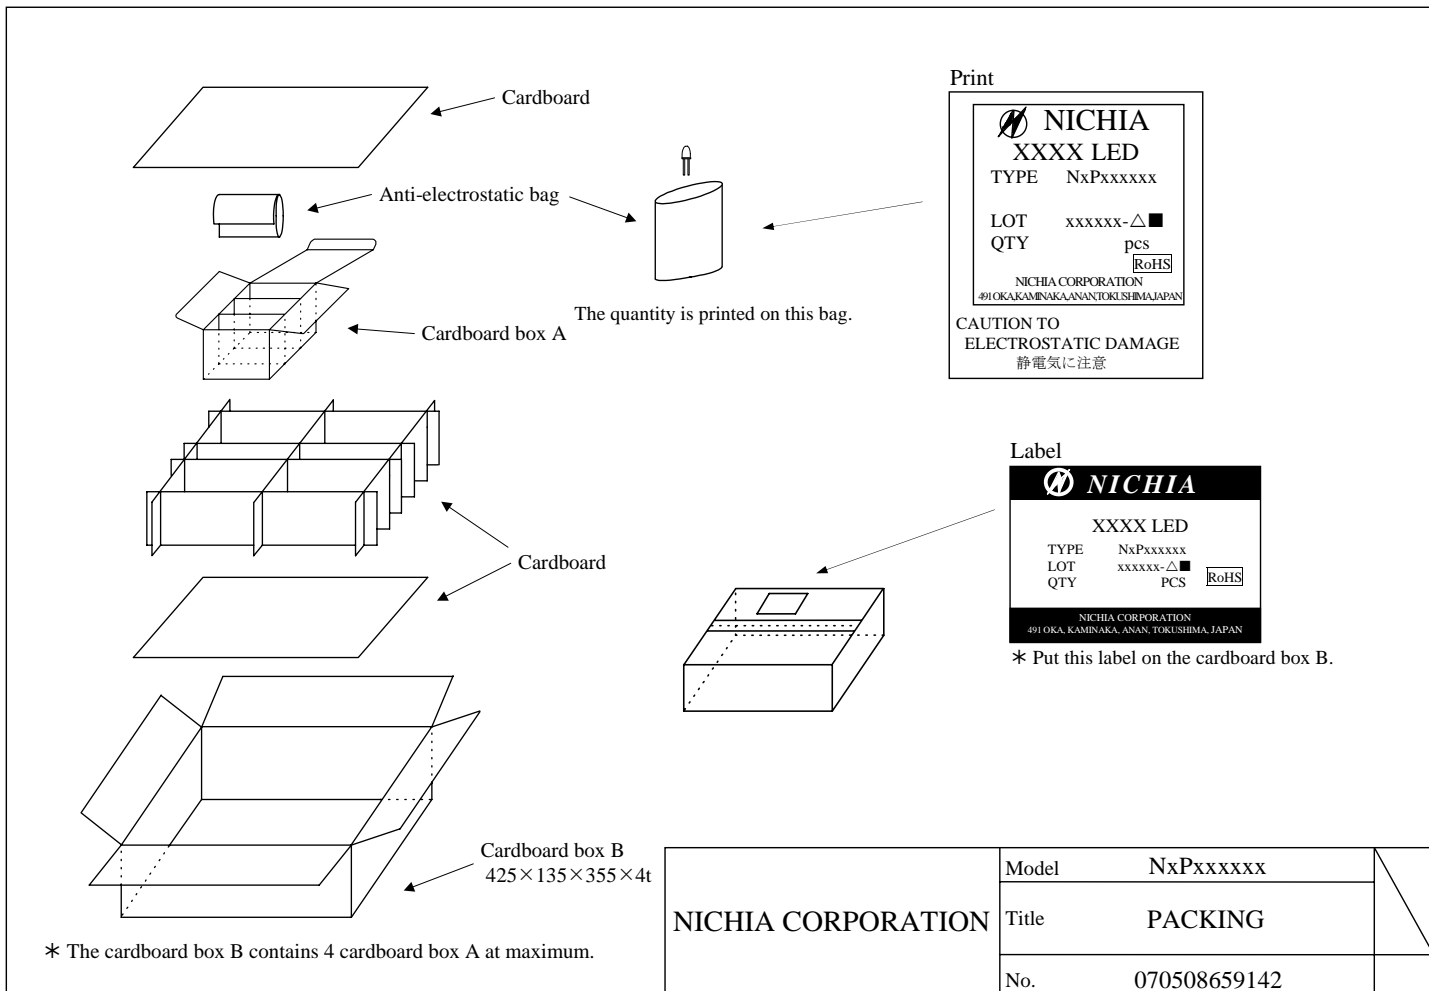 Cardboard
Anti-electrostatic bag
Cardboard box A
The quantity is printed on this bag.
Print
NICHIA
XXXX LED
TYPE NxPxxxxxx
LOT xxxxxx-△■
QTY pcs
RoHS
NICHIA CORPORATION
491 OKA,KAMINAKA,ANAN,TOKUSHIMA,JAPAN
CAUTION TO
ELECTROSTATIC DAMAGE
静電気に注意
Cardboard
Label
NICHIA
XXXX LED
TYPE NxPxxxxxx
LOT xxxxxx-△■
QTY PCS
RoHS
NICHIA CORPORATION
491 OKA, KAMINAKA, ANAN, TOKUSHIMA, JAPAN
＊ Put this label on the cardboard box B.
Cardboard box B
425×135×355×4t
＊ The cardboard box B contains 4 cardboard box A at maximum.
NICHIA CORPORATION
Model NxPxxxxxx
Title PACKING
No. 070508659142